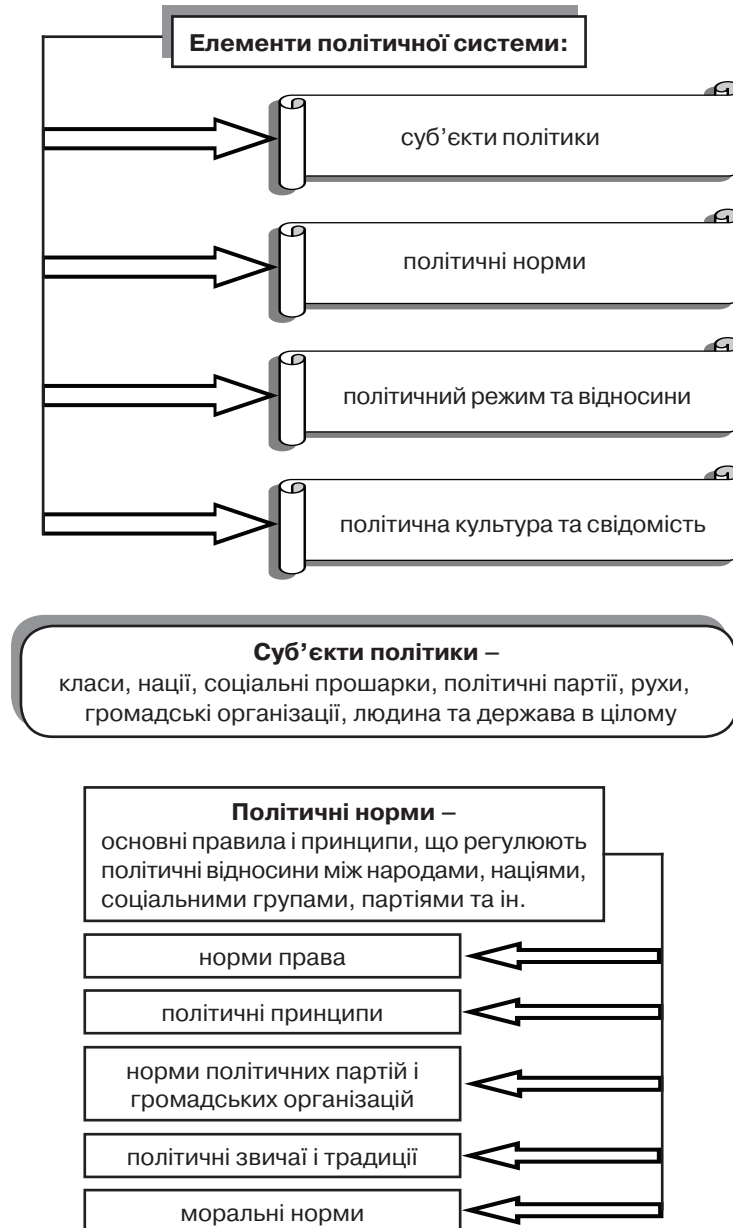 Елементи політичної системи:
суб’єкти політики
політичні норми
політичний режим та відносини
політична культура та свідомість
Суб’єкти політики –
класи, нації, соціальні прошарки, політичні партії, рухи,
громадські організації, людина та держава в цілому
Політичні норми –
основні правила і принципи, що регулюють
політичні відносини між народами, націями,
соціальними групами, партіями та ін.
норми права
політичні принципи
норми політичних партій і
громадських організацій
політичні звичаї і традиції
моральні норми